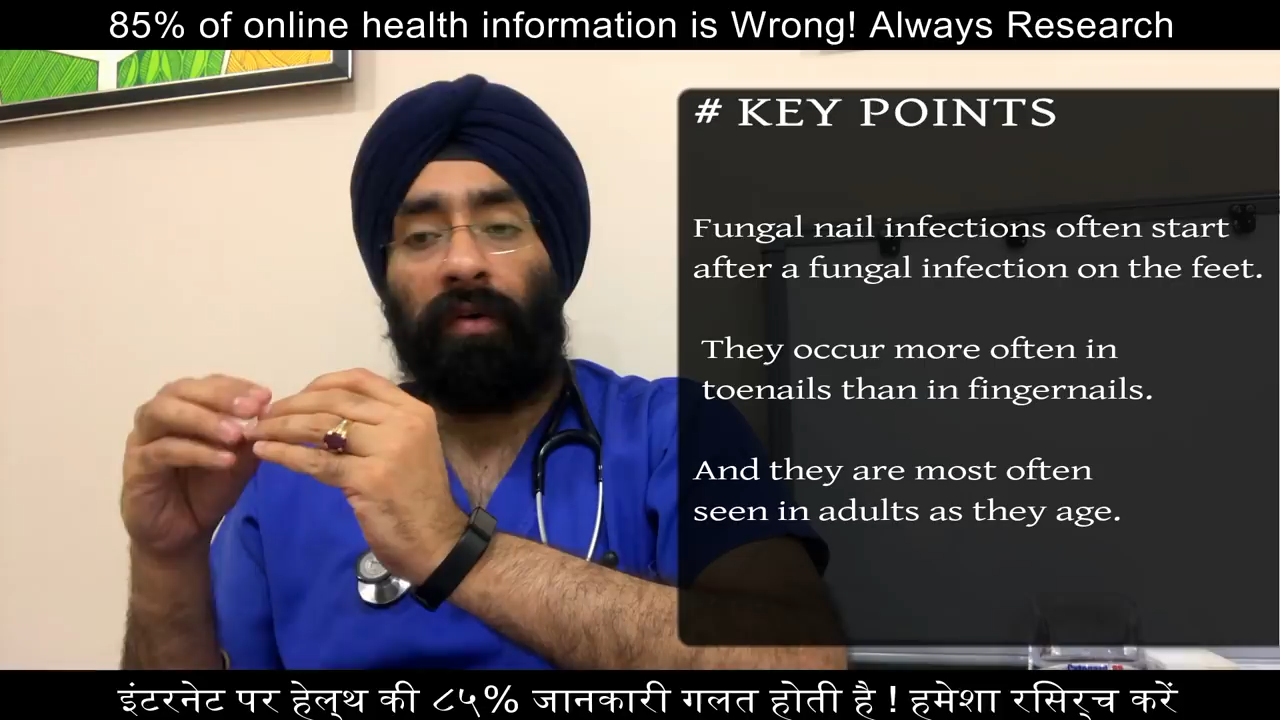 85% of online health information is Wrong! Always Research
# KEY POINTS
Fungal nail infections often start
after a fungal infection on the feet.
They occur more often in
toenails than in fingernails.
And they are most often
seen in adults as they age.
इंटरनेट पर हेल्थ की ८५% जानकारी गलत होती है ! हमेशा रिसर्च करें